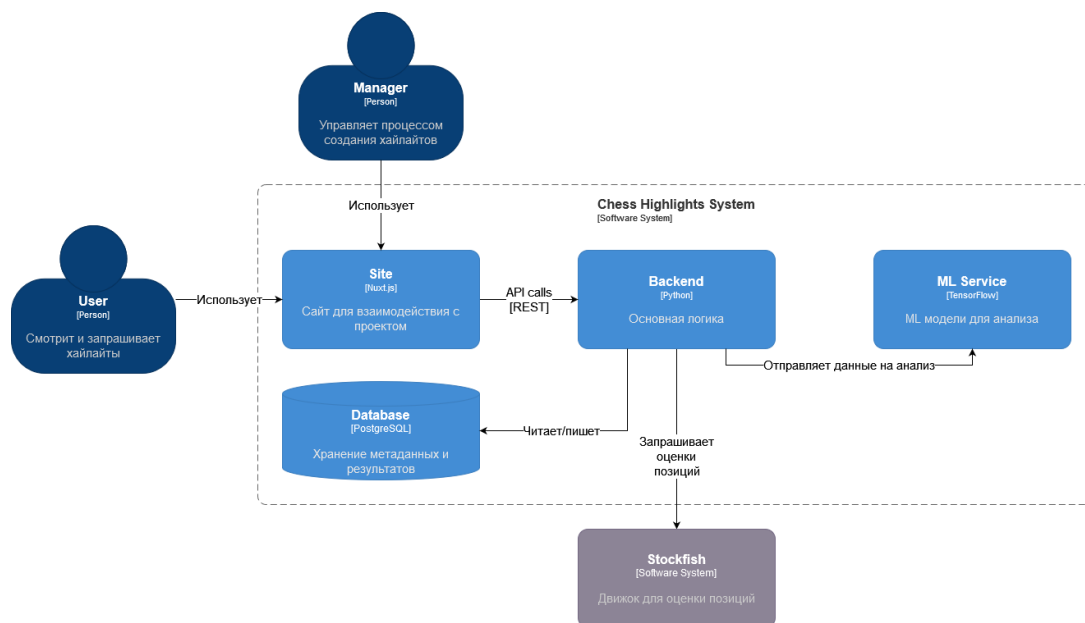 Manager
[Person]
Управляет процессом
создания хайлайтов
Использует
Chess Highlights System
[Software System]
User
[Person]
Смотрит и запрашивает
хайлайты
Использует
Site
[Nuxt.js]
Сайт для взаимодействия с
проектом
API calls
[REST]
Backend
[Python]
Основная логика
ML Service
[TensorFlow]
ML модели для анализа
Отправляет данные на анализ
Database
[PostgreSQL]
Хранение метаданных и
результатов
Читает/пишет
Запрашивает
оценки
позиций
Stockfish
[Software System]
Движок для оценки позиций